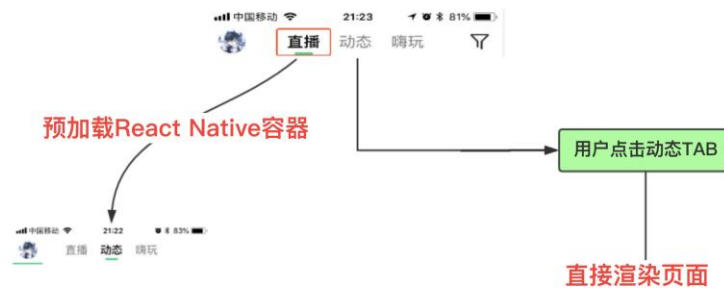 中国移动 21:23 81%
直播 动态 嗨玩
预加载React Native容器
用户点击动态TAB
中国移动 21:22 83%
直播 动态 嗨玩
直接渲染页面